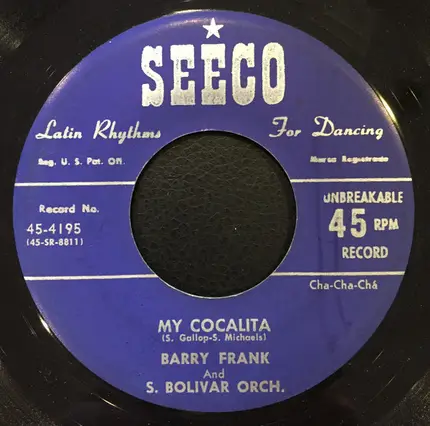 SEECO
Latin Rhythms For Dancing
Reg. U. S. Pat. Off. Marca Registrada
UNBREAKABLE
Record No.
45-4195
45 RPM
(45-SR-8811)
RECORD
Cha-Cha-Chá
MY COCALITA
(S. Gallop-S. Michaels)
BARRY FRANK
And
S. BOLIVAR ORCH.